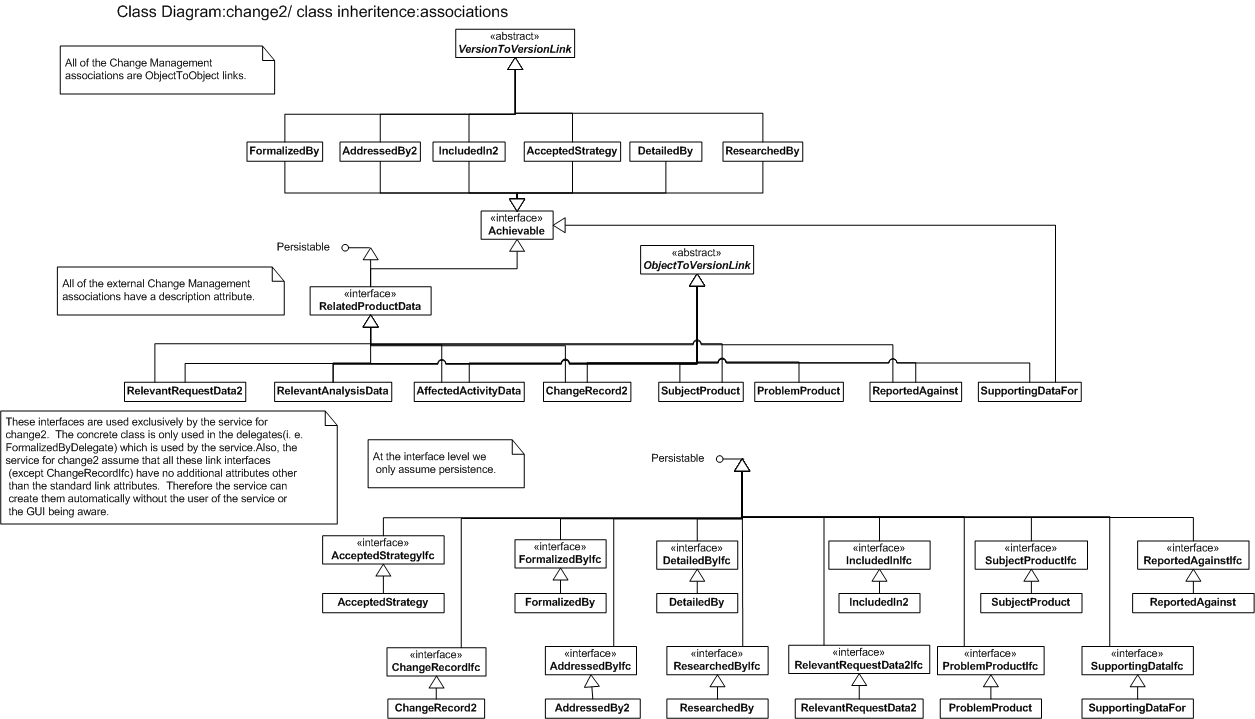 Class Diagram:change2/ class inheritence:associations
«abstract»
VersionToVersionLink
All of the Change Management
associations are ObjectToObject links.
FormalizedBy
AddressedBy2
IncludedIn2
AcceptedStrategy
DetailedBy
ResearchedBy
«interface»
Achievable
Persistable
«abstract»
ObjectToVersionLink
All of the external Change Management
associations have a description attribute.
«interface»
RelatedProductData
RelevantRequestData2
RelevantAnalysisData
AffectedActivityData
ChangeRecord2
SubjectProduct
ProblemProduct
ReportedAgainst
SupportingDataFor
These interfaces are used exclusively by the service for
change2. The concrete class is only used in the delegates(i. e.
FormalizedByDelegate) which is used by the service.Also, the
service for change2 assume that all these link interfaces
(except ChangeRecordIfc) have no additional attributes other
than the standard link attributes. Therefore the service can
create them automatically without the user of the service or
the GUI being aware.
At the interface level we
only assume persistence.
Persistable
«interface»
AcceptedStrategyIfc
«interface»
FormalizedByIfc
«interface»
DetailedByIfc
«interface»
IncludedInIfc
«interface»
SubjectProductIfc
«interface»
ReportedAgainstIfc
AcceptedStrategy
FormalizedBy
DetailedBy
IncludedIn2
SubjectProduct
ReportedAgainst
«interface»
ChangeRecordIfc
«interface»
AddressedByIfc
«interface»
ResearchedByIfc
«interface»
RelevantRequestData2Ifc
«interface»
ProblemProductIfc
«interface»
SupportingDataIfc
ChangeRecord2
AddressedBy2
ResearchedBy
RelevantRequestData2
ProblemProduct
SupportingDataFor